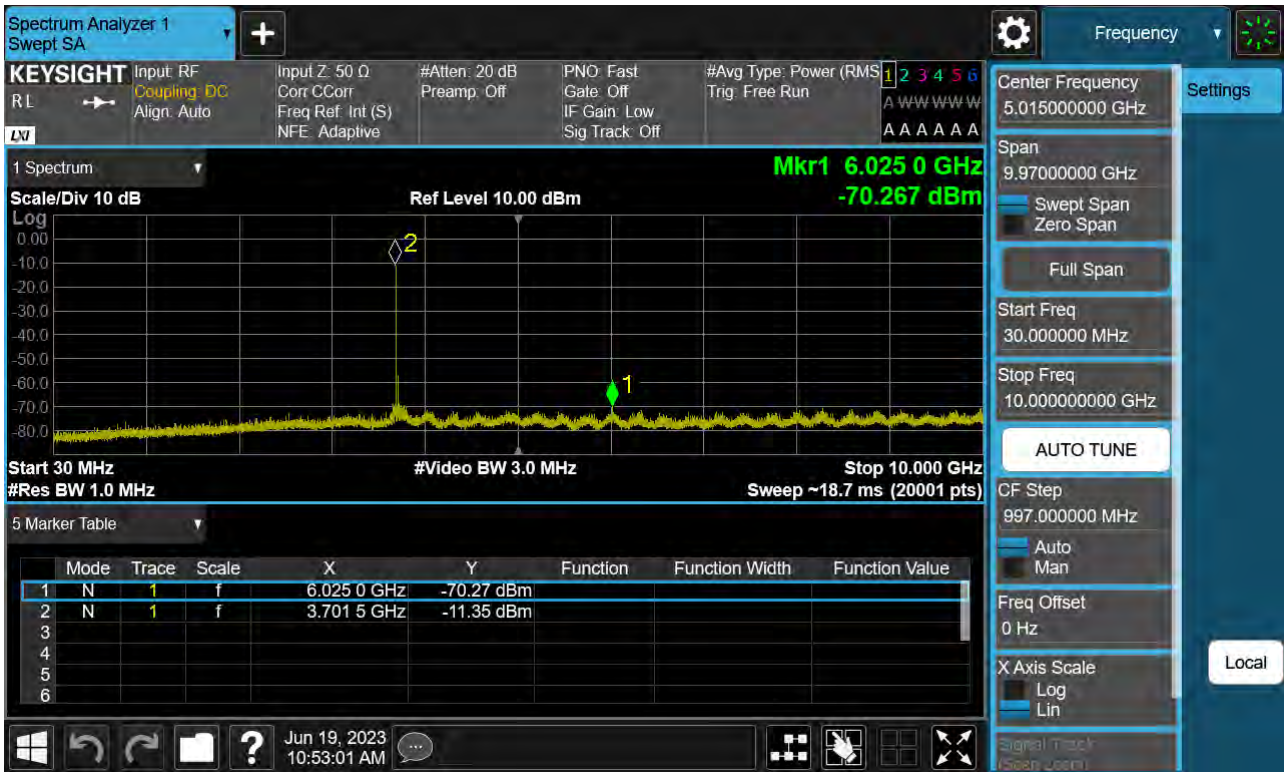 Spectrum Analyzer 1
Swept SA
+
Frequency
KEYSIGHT
RL
LXI
Input: RF
Coupling: DC
Align: Auto
Input Z: 50 Ω
Corr CCorr
Freq Ref: Int (S)
NFE: Adaptive
#Atten: 20 dB
Preamp: Off
PNO: Fast
Gate: Off
IF Gain: Low
Sig Track: Off
#Avg Type: Power (RMS
Trig: Free Run
1 2 3 4 5 6
A W W W W W
A A A A A A
1 Spectrum
Mkr1 6.025 0 GHz
Scale/Div 10 dB
Ref Level 10.00 dBm
-70.267 dBm
Log
0.00
-10.0
-20.0
-30.0
-40.0
-50.0
-60.0
-70.0
-80.0
2
1
Start 30 MHz
#Video BW 3.0 MHz
Stop 10.000 GHz
#Res BW 1.0 MHz
Sweep ~18.7 ms (20001 pts)
5 Marker Table
Mode Trace Scale X Y Function Function Width Function Value
1 N 1 f 6.025 0 GHz -70.27 dBm
2 N 1 f 3.701 5 GHz -11.35 dBm
3
4
5
6
Jun 19, 2023
10:53:01 AM
?
Center Frequency
5.015000000 GHz
Settings
Span
9.97000000 GHz
Swept Span
Zero Span
Full Span
Start Freq
30.000000 MHz
Stop Freq
10.000000000 GHz
AUTO TUNE
CF Step
997.000000 MHz
Auto
Man
Freq Offset
0 Hz
X Axis Scale
Log
Lin
Local
Signal Track
(Span Zoom)